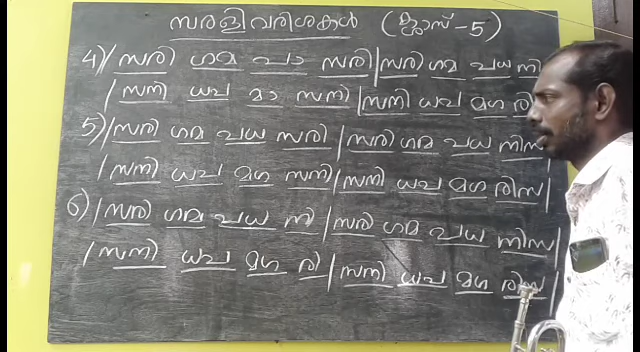 സരളിവരിശകൾ (ക്ലാസ് -5)
4) / സരി ഗമ പാ സരി | സരി ഗമ പധ നി
/ സനി ധപ മാ സനി | സനി ധപ മഗ രി
5) / സരി ഗമ പധ സരി | സരി ഗമ പധ നിസ
/ സനി ധപ മഗ സനി | സനി ധപ മഗ രിസ |
6) / സരി ഗമ പധ നി | സരി ഗമ പധ നിസ |
/ സനി ധപ മഗ രി | സനി ധപ മഗ രിസ |